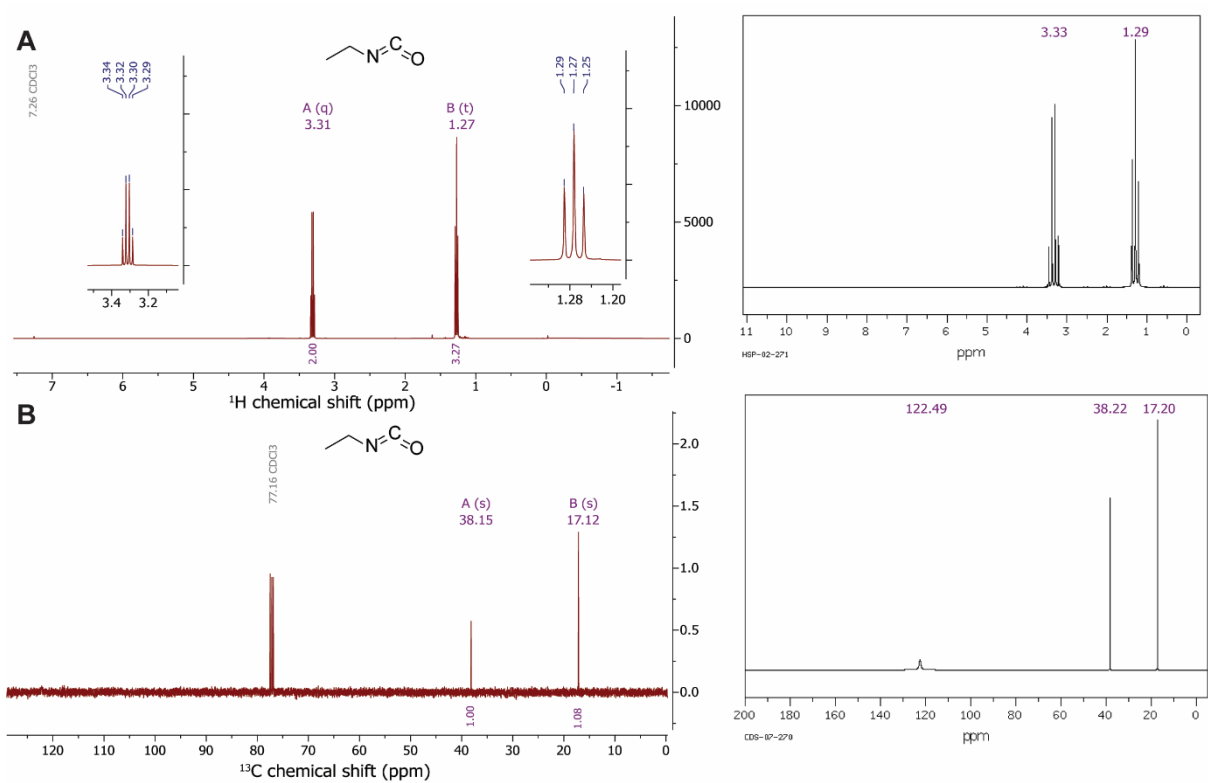 A
7.26 CDCl3
3.34
3.32
3.30
3.29
3.4 3.2
N=C=O
A (q)
3.31
B (t)
1.27
1.29
1.27
1.25
1.28 1.20
10000
5000
0
2.00
3.27
7 6 5 4 3 2 1 0 -1
¹H chemical shift (ppm)
3.33 1.29
11 10 9 8 7 6 5 4 3 2 1 0
HSP-02-271
ppm
B
77.16 CDCl3
N=C=O
A (s)
38.15
B (s)
17.12
2.0
1.5
1.0
0.5
0.0
1.00
1.08
120 110 100 90 80 70 60 50 40 30 20 10 0
¹³C chemical shift (ppm)
122.49 38.22 17.20
200 180 160 140 120 100 80 60 40 20 0
CDS-07-270
ppm